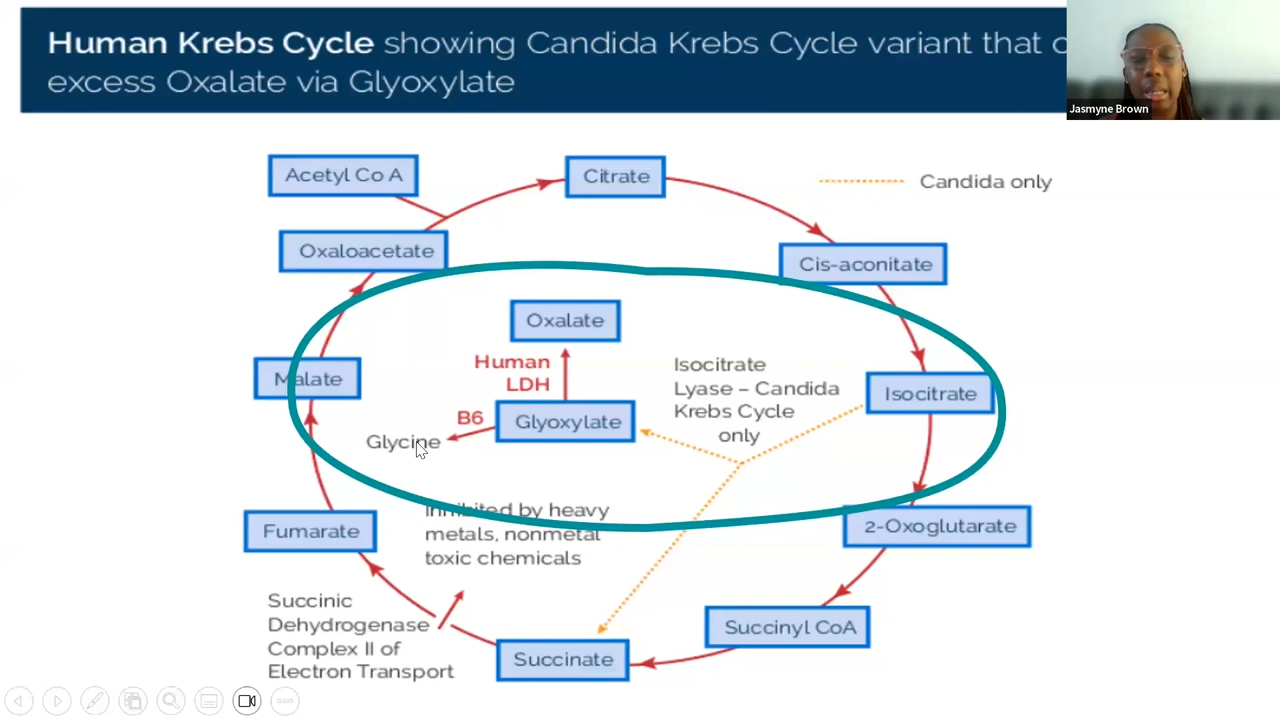 Human Krebs Cycle showing Candida Krebs Cycle variant that
excess Oxalate via Glyoxylate
Jasmyne Brown
Acetyl Co A
Citrate
Candida only
Oxaloacetate
Cis-aconitate
Oxalate
Human
LDH
Isocitrate
Lyase – Candida
Krebs Cycle
only
Malate
Isocitrate
B6
Glyoxylate
Glycine
Inhibited by heavy
metals, nonmetal
toxic chemicals
Fumarate
2-Oxoglutarate
Succinic
Dehydrogenase
Complex II of
Electron Transport
Succinyl CoA
Succinate